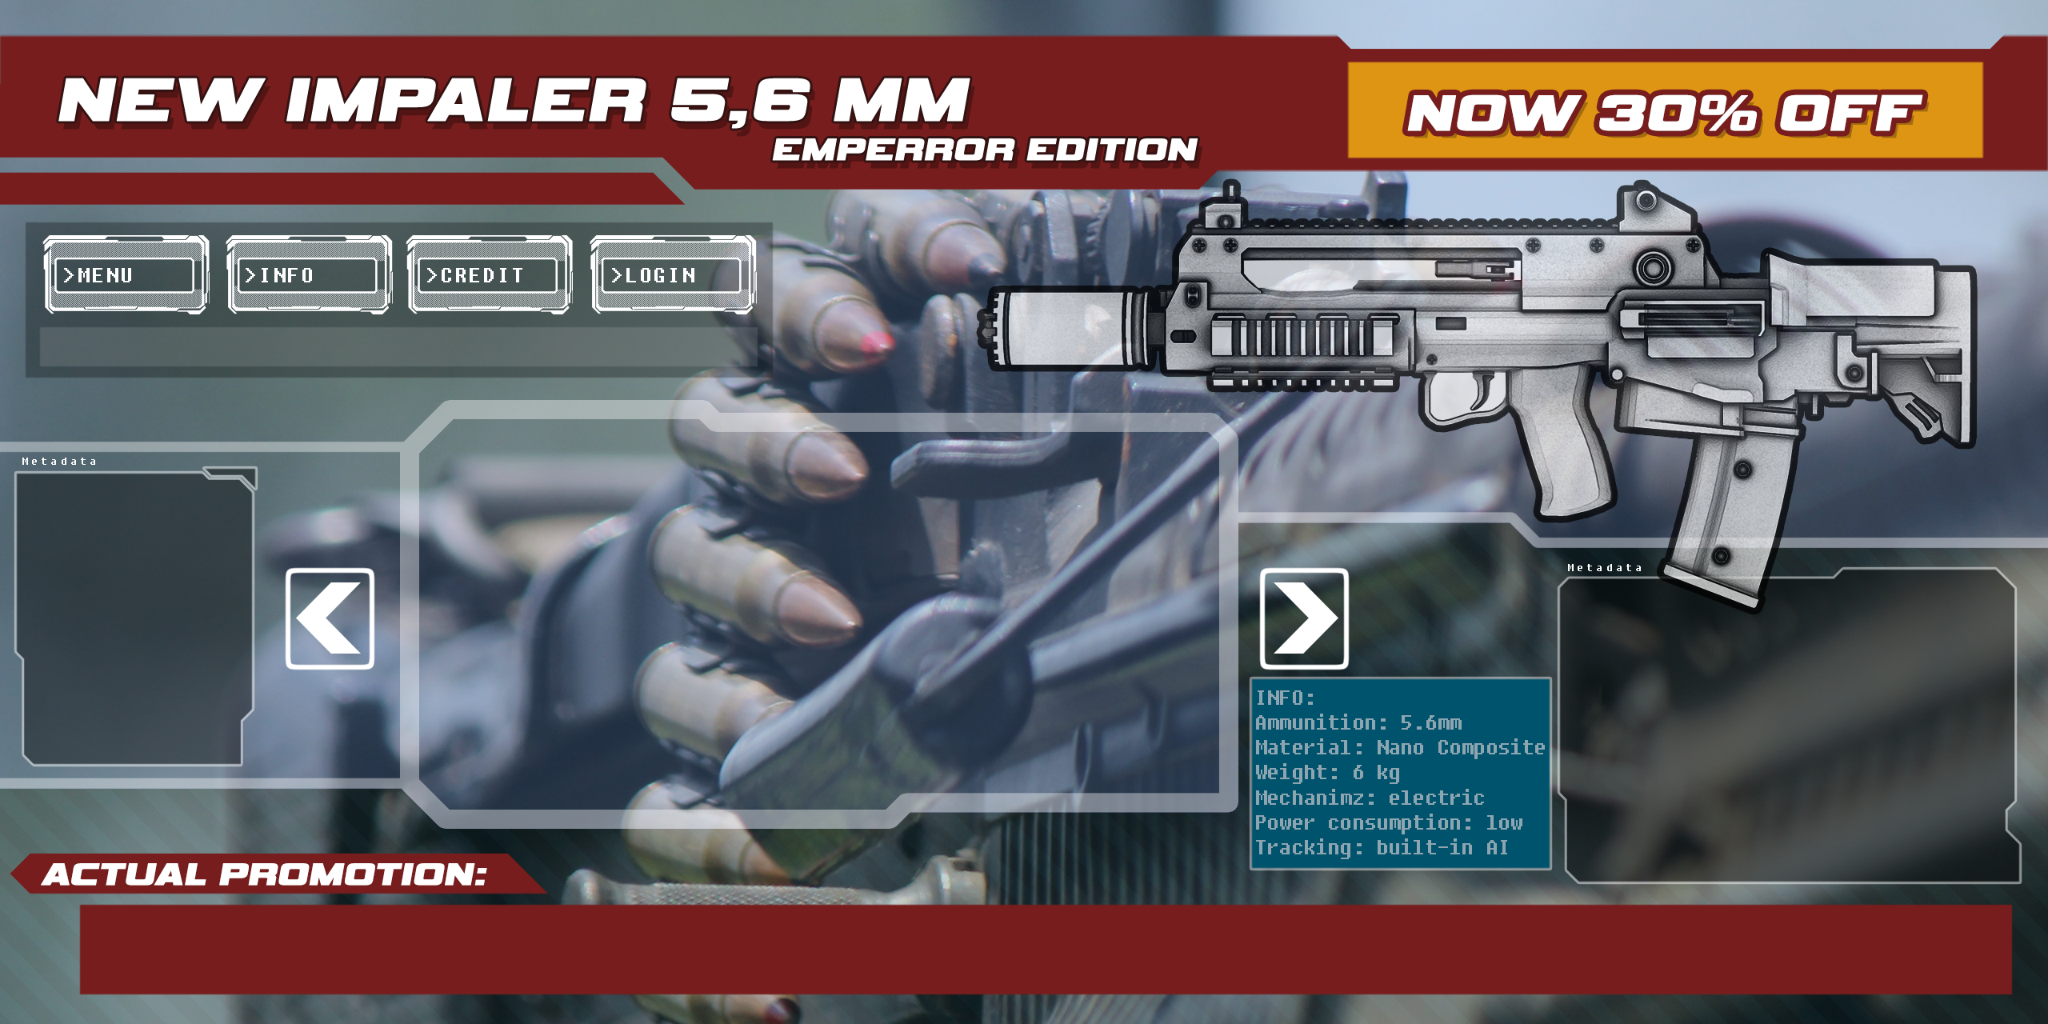 NEW IMPALER 5,6 MM
EMPERROR EDITION
NOW 30% OFF
>MENU
>INFO
>CREDIT
>LOGIN
Metadata
Metadata
INFO:
Ammunition: 5.6mm
Material: Nano Composite
Weight: 6 kg
Mechanimz: electric
Power consumption: low
Tracking: built-in AI
ACTUAL PROMOTION: